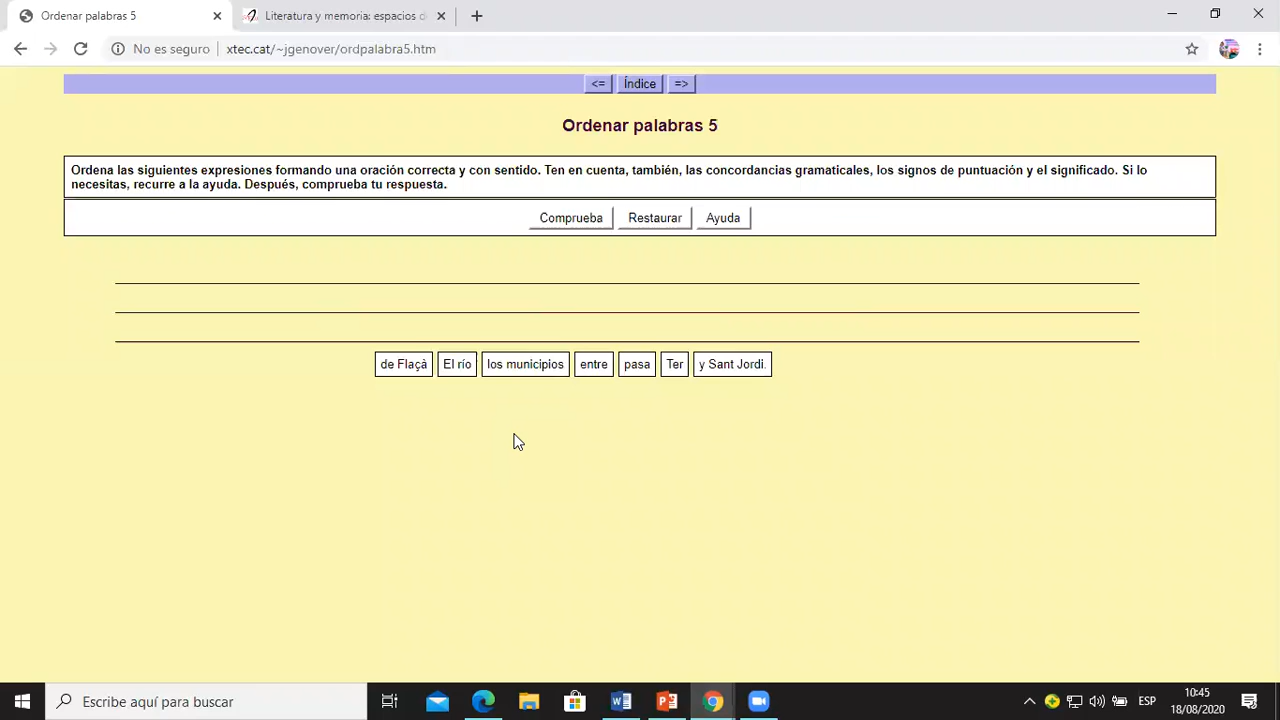 Ordenar palabras 5
Literatura y memoria: espacios d
No es seguro
xtec.cat/~jgenover/ordpalabra5.htm
<= Índice =>
Ordenar palabras 5
Ordena las siguientes expresiones formando una oración correcta y con sentido. Ten en cuenta, también, las concordancias gramaticales, los signos de puntuación y el significado. Si lo
necesitas, recurre a la ayuda. Después, comprueba tu respuesta.
Comprueba Restaurar Ayuda
de Flaçà El río los municipios entre pasa Ter y Sant Jordi.
Escribe aquí para buscar
ESP
10:45
18/08/2020